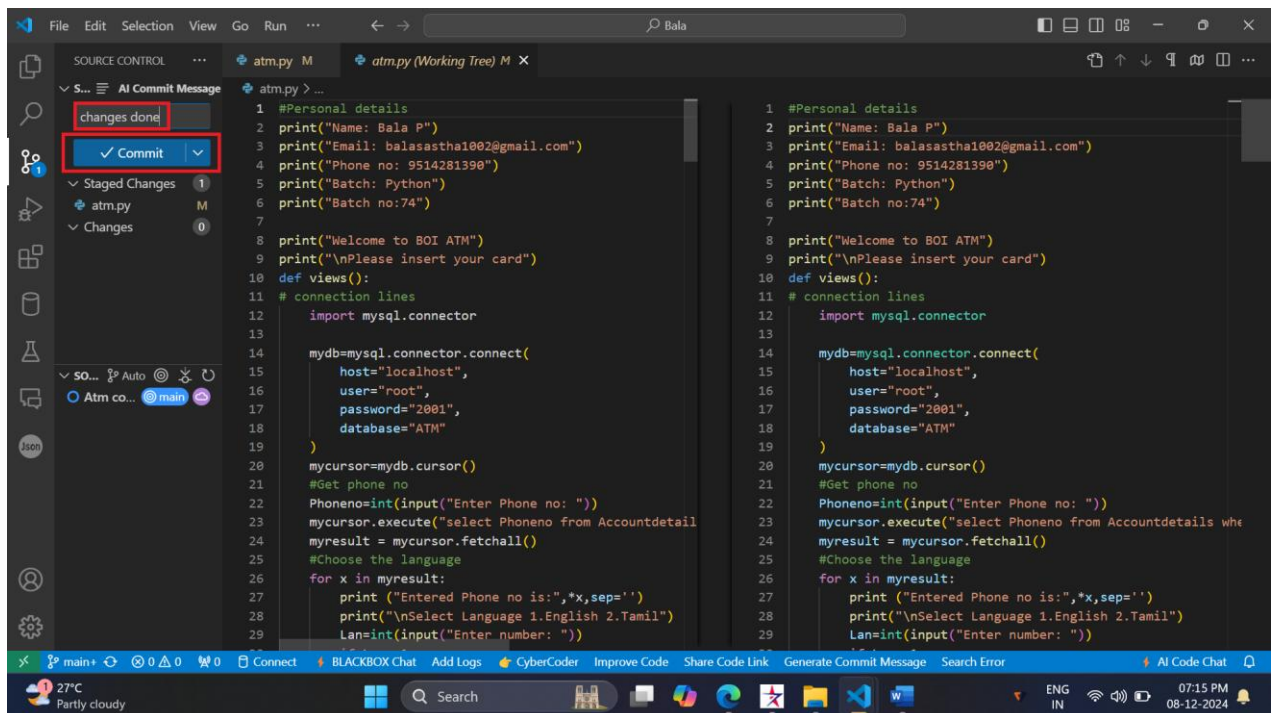 File Edit Selection View Go Run ··· Bala
SOURCE CONTROL ···
S... AI Commit Message
changes done
Commit
Staged Changes 1
atm.py M
Changes 0
SO... Auto
Atm co... main
Json
atm.py M atm.py (Working Tree) M
atm.py > ...
1 #Personal details
2 print("Name: Bala P")
3 print("Email: balasastha1002@gmail.com")
4 print("Phone no: 9514281390")
5 print("Batch: Python")
6 print("Batch no:74")
7
8 print("Welcome to BOI ATM")
9 print("\nPlease insert your card")
10 def views():
11 # connection lines
12 import mysql.connector
13
14 mydb=mysql.connector.connect(
15 host="localhost",
16 user="root",
17 password="2001",
18 database="ATM"
19 )
20 mycursor=mydb.cursor()
21 #Get phone no
22 Phoneno=int(input("Enter Phone no: "))
23 mycursor.execute("select Phoneno from Accountdetail
24 myresult = mycursor.fetchall()
25 #Choose the language
26 for x in myresult:
27 print ("Entered Phone no is:",*x,sep='')
28 print("\nSelect Language 1.English 2.Tamil")
29 Lan=int(input("Enter number: "))
1 #Personal details
2 print("Name: Bala P")
3 print("Email: balasastha1002@gmail.com")
4 print("Phone no: 9514281390")
5 print("Batch: Python")
6 print("Batch no:74")
7
8 print("Welcome to BOI ATM")
9 print("\nPlease insert your card")
10 def views():
11 # connection lines
12 import mysql.connector
13
14 mydb=mysql.connector.connect(
15 host="localhost",
16 user="root",
17 password="2001",
18 database="ATM"
19 )
20 mycursor=mydb.cursor()
21 #Get phone no
22 Phoneno=int(input("Enter Phone no: "))
23 mycursor.execute("select Phoneno from Accountdetails whe
24 myresult = mycursor.fetchall()
25 #Choose the language
26 for x in myresult:
27 print ("Entered Phone no is:",*x,sep='')
28 print("\nSelect Language 1.English 2.Tamil")
29 Lan=int(input("Enter number: "))
main+ 0 0 0 Connect BLACKBOX Chat Add Logs CyberCoder Improve Code Share Code Link Generate Commit Message Search Error AI Code Chat
1 27°C
Partly cloudy
Search
ENG
IN
07:15 PM
08-12-2024